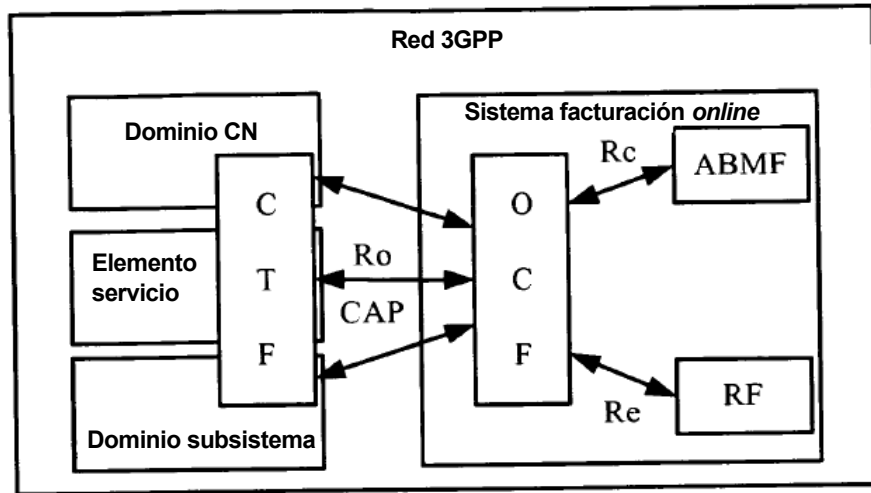 Red 3GPP
Dominio CN
Elemento
servicio
Dominio subsistema
C
T
F
Ro
CAP
Sistema facturación online
O
C
F
Rc
ABMF
Re
RF